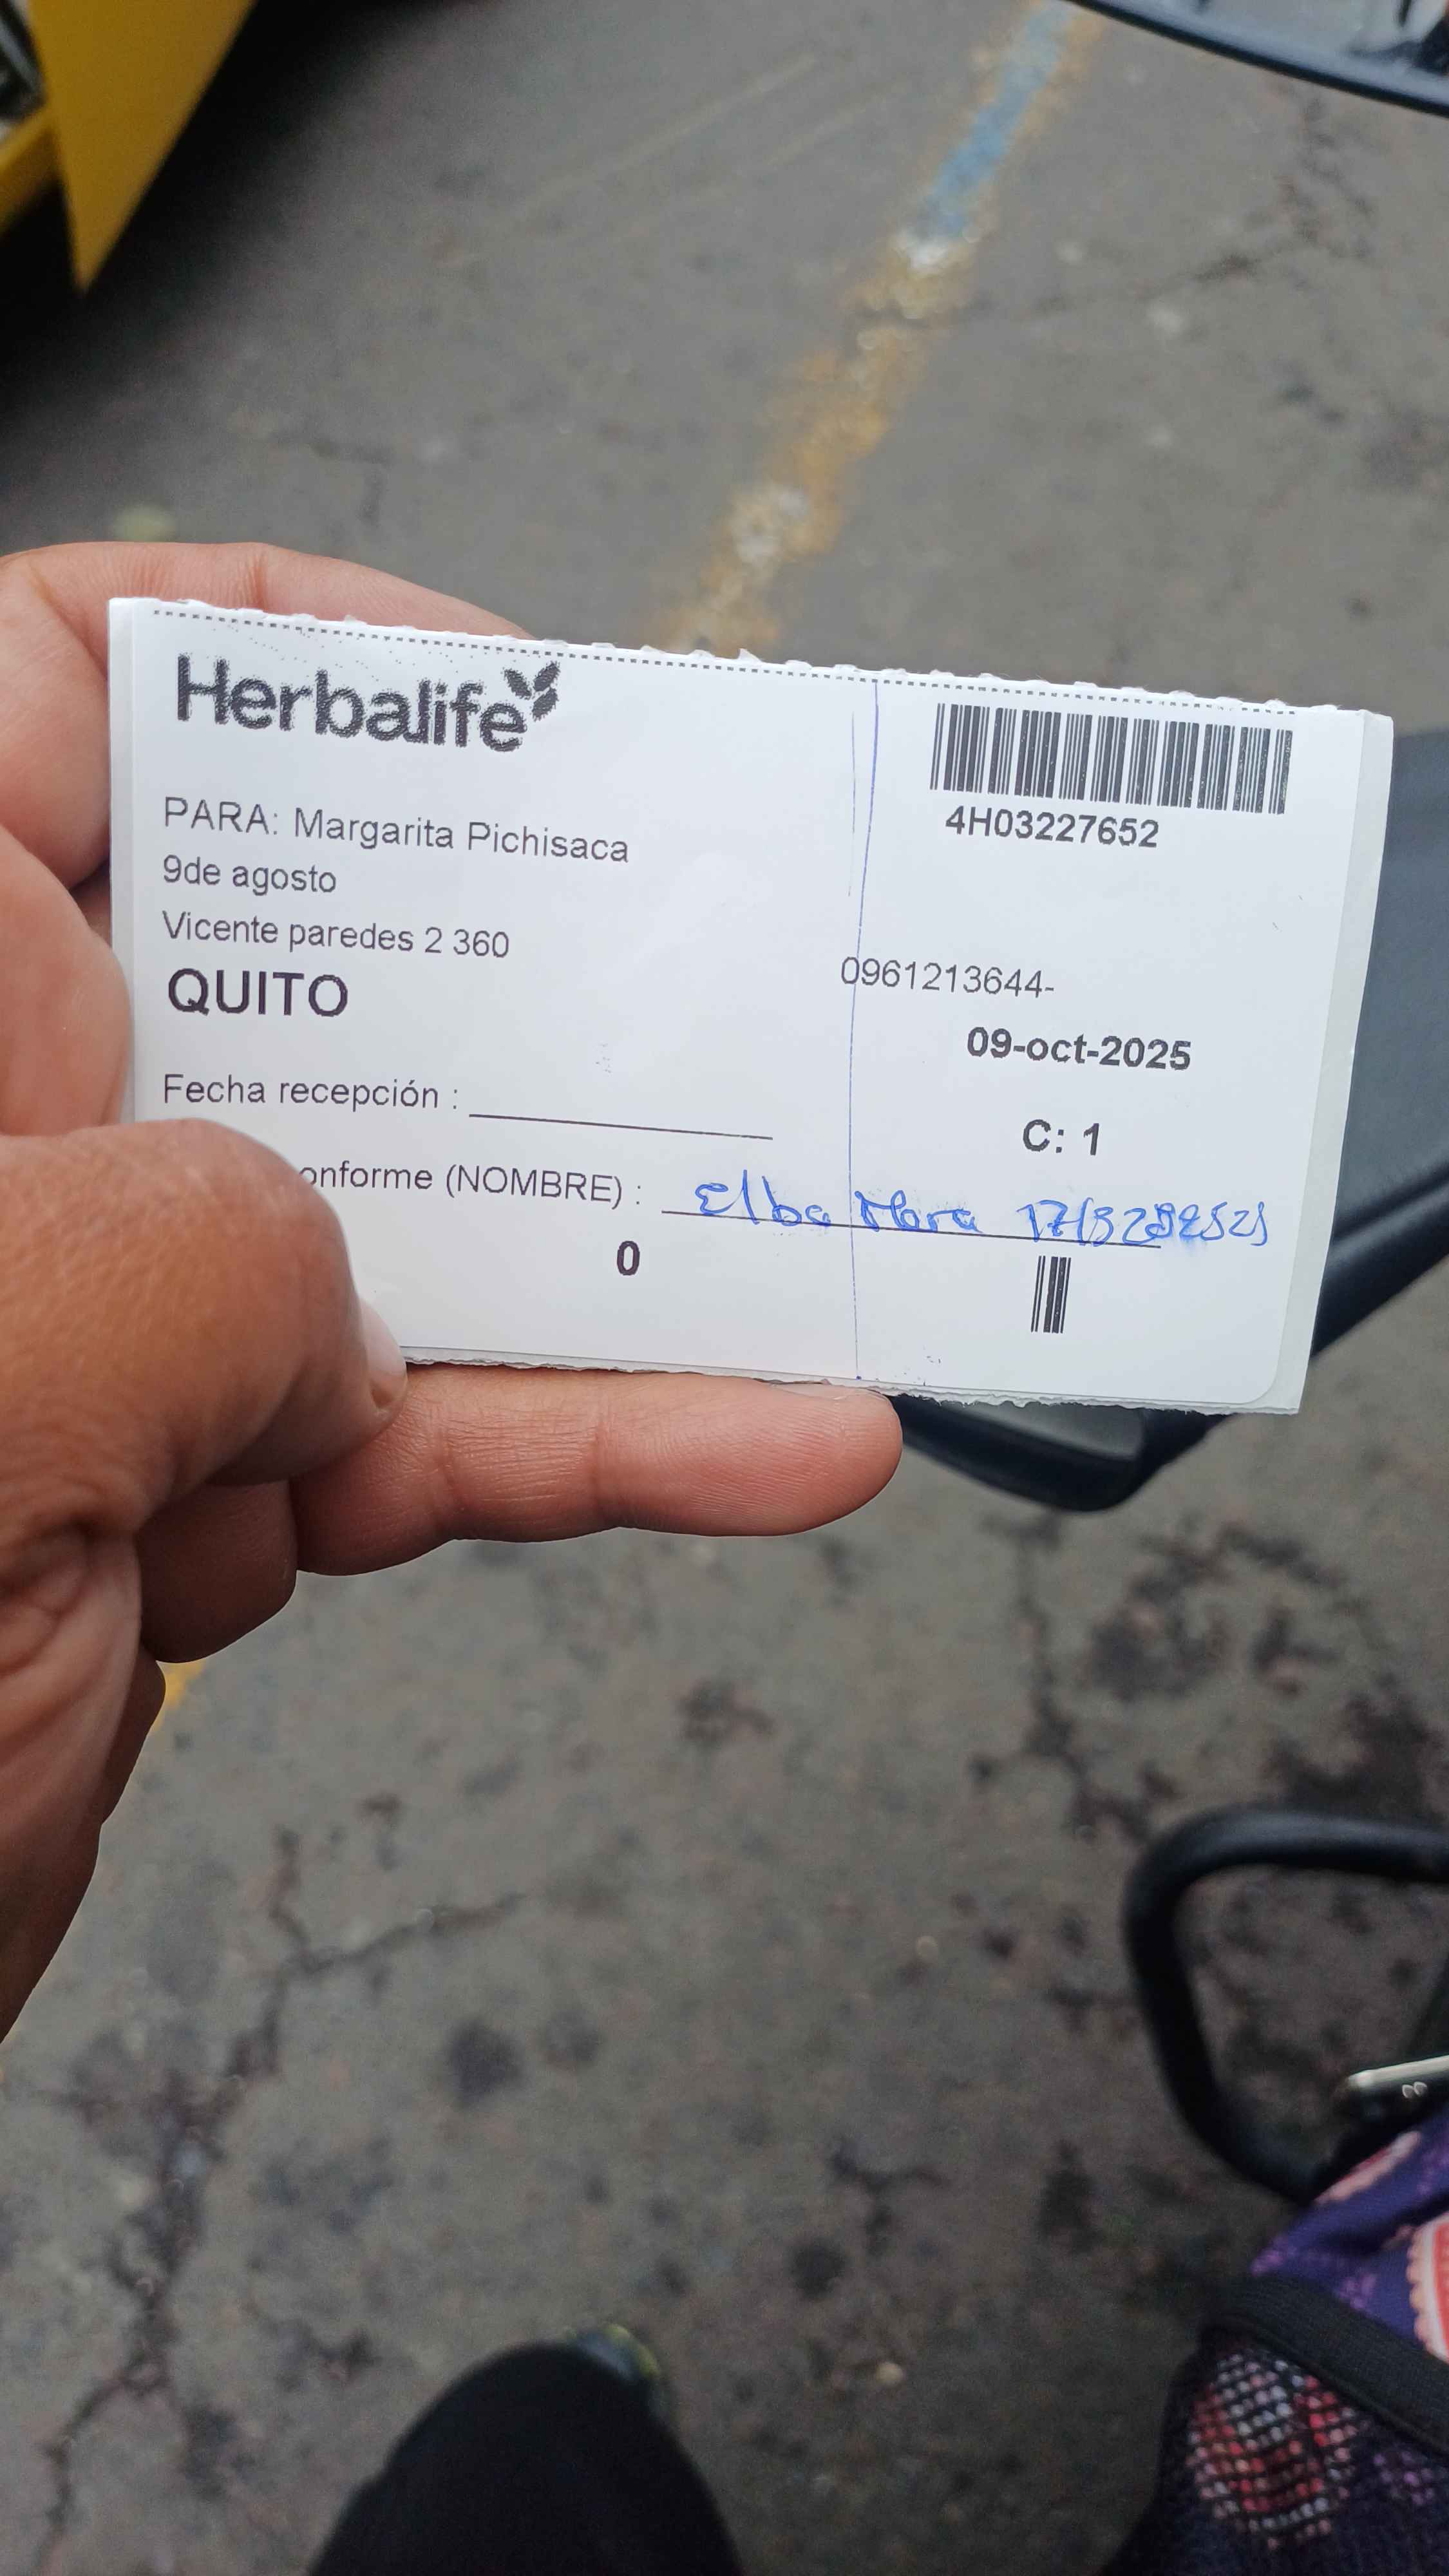 Herbalife
4H03227652
PARA: Margarita Pichisaca
9de agosto
Vicente paredes 2 360
QUITO
0961213644-
09-oct-2025
Fecha recepción :
C: 1
onforme (NOMBRE) : Elba Mora
0